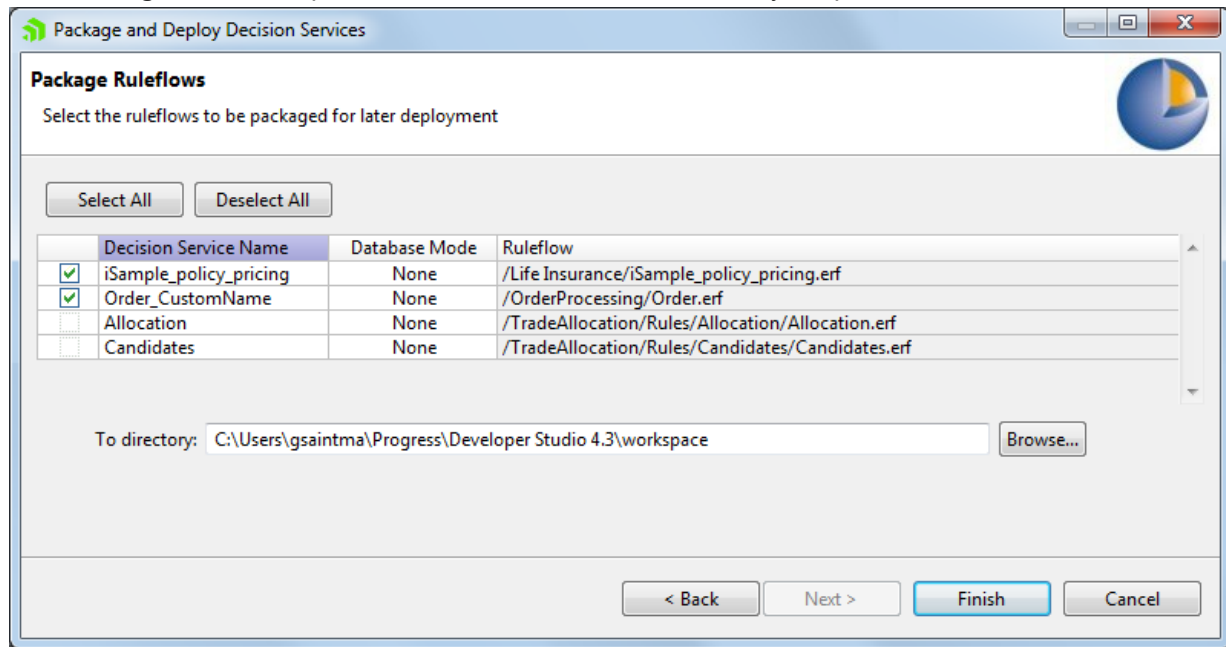 Package and Deploy Decision Services
Package Ruleflows
Select the ruleflows to be packaged for later deployment
Select All Deselect All
Decision Service Name Database Mode Ruleflow
iSample_policy_pricing None /Life Insurance/iSample_policy_pricing.erf
Order_CustomName None /OrderProcessing/Order.erf
Allocation None /TradeAllocation/Rules/Allocation/Allocation.erf
Candidates None /TradeAllocation/Rules/Candidates/Candidates.erf
To directory: C:\Users\gsaintma\Progress\Developer Studio 4.3\workspace Browse...
< Back Next > Finish Cancel